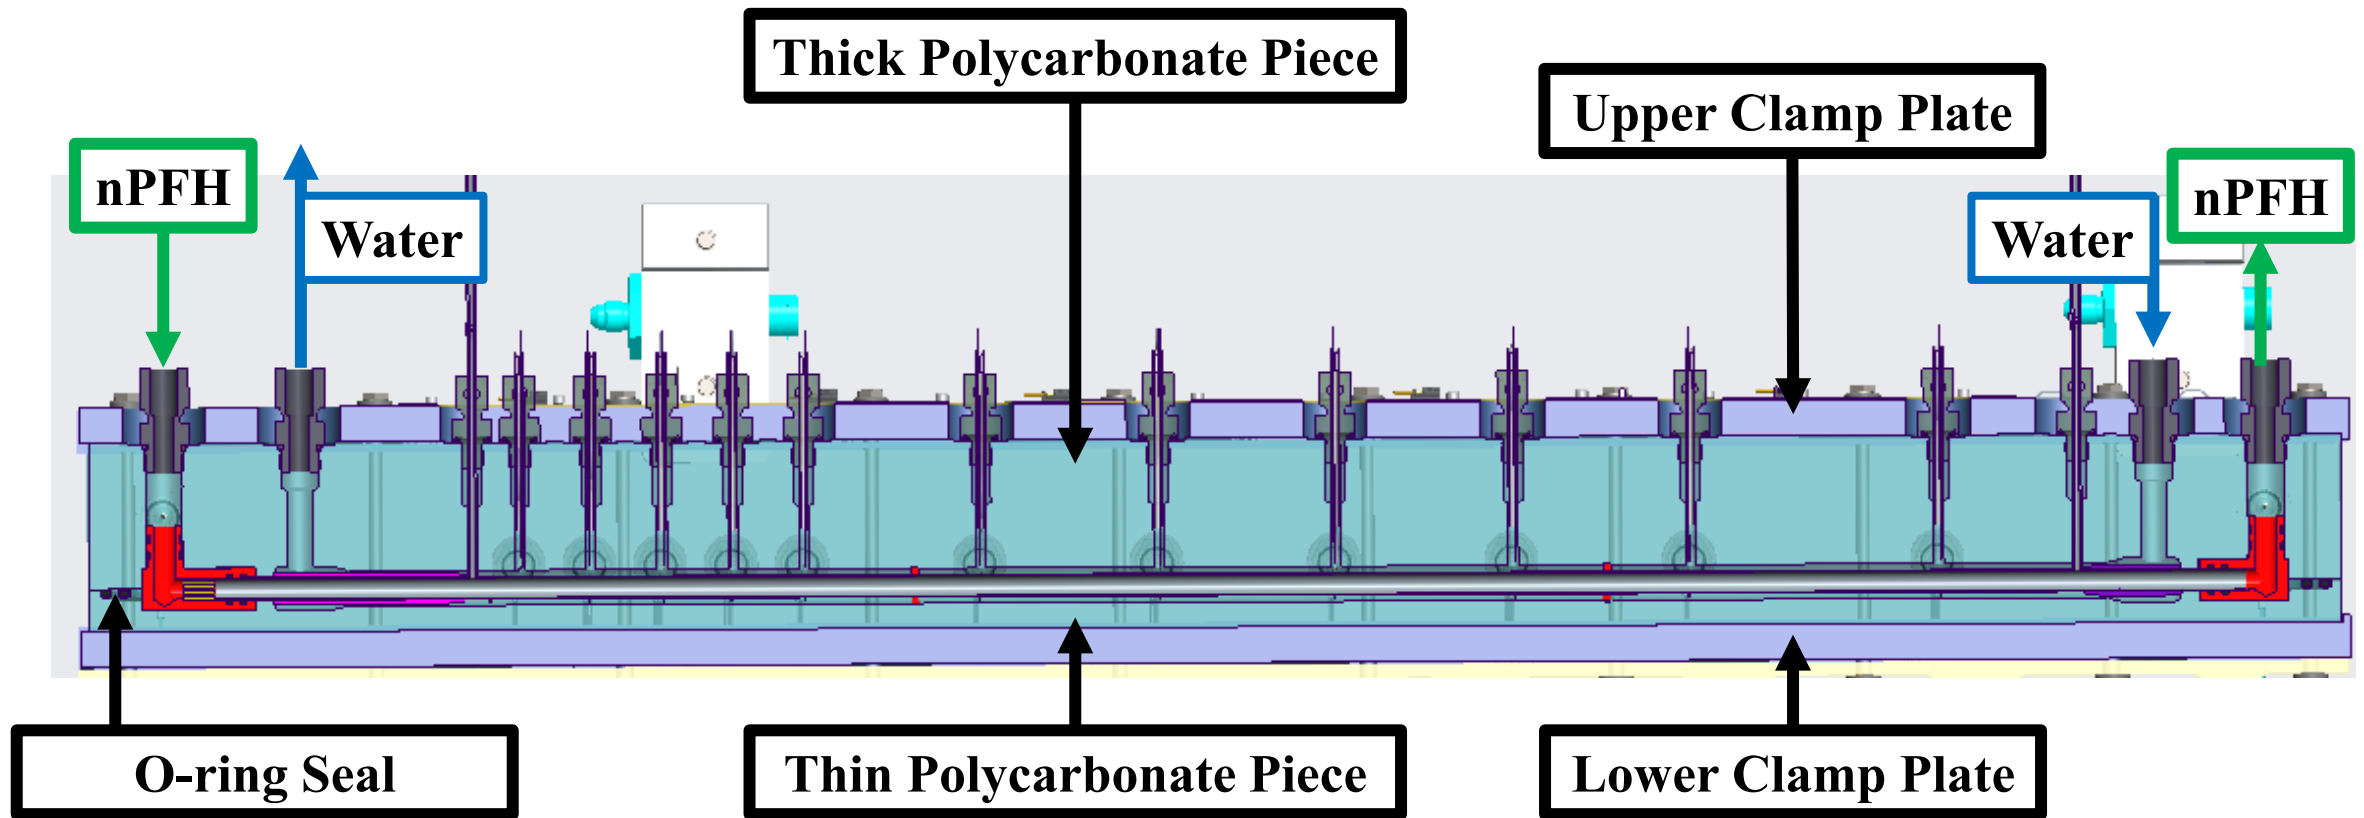 Thick Polycarbonate Piece
Upper Clamp Plate
nPFH
Water
Water
nPFH
O-ring Seal
Thin Polycarbonate Piece
Lower Clamp Plate